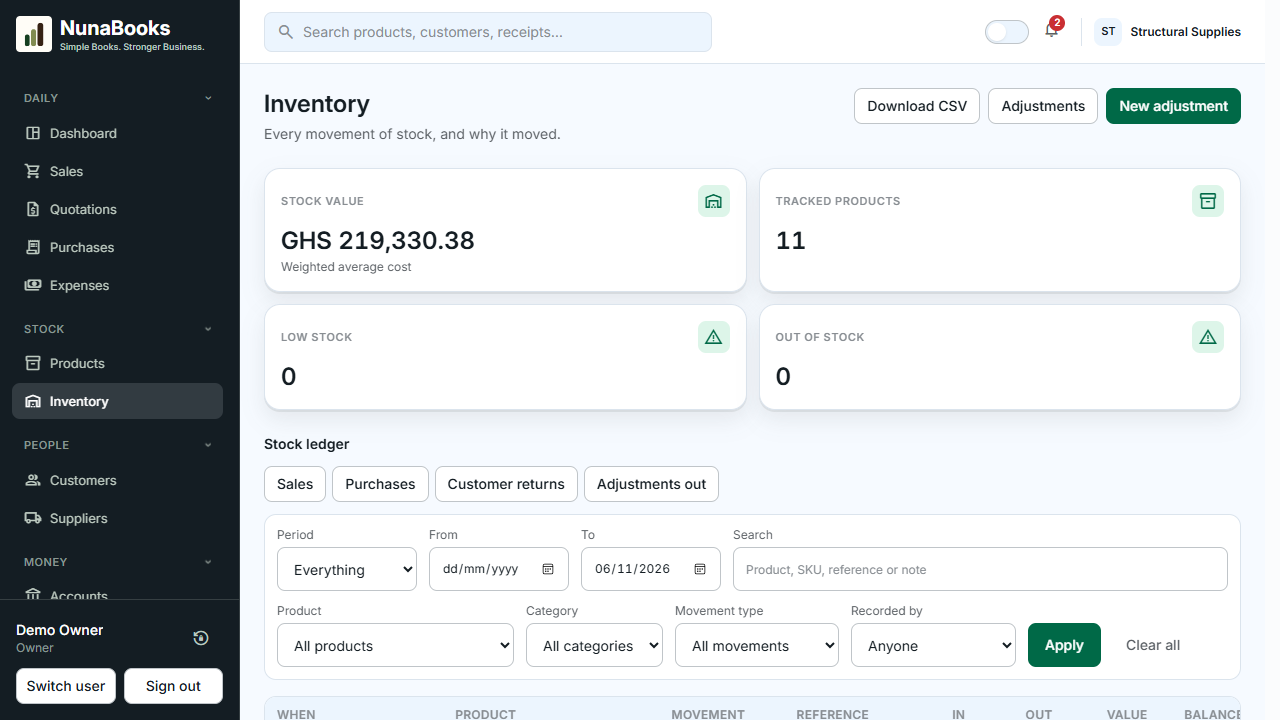 NunaBooks
Simple Books. Stronger Business.
DAILY
Dashboard
Sales
Quotations
Purchases
Expenses
STOCK
Products
Inventory
PEOPLE
Customers
Suppliers
MONEY
Accounts
Demo Owner
Owner
Switch user
Sign out
Search products, customers, receipts...
2
ST
Structural Supplies
Inventory
Every movement of stock, and why it moved.
Download CSV
Adjustments
New adjustment
STOCK VALUE
GHS 219,330.38
Weighted average cost
TRACKED PRODUCTS
11
LOW STOCK
0
OUT OF STOCK
0
Stock ledger
Sales
Purchases
Customer returns
Adjustments out
Period
From
To
Search
Everything
dd/mm/yyyy
06/11/2026
Product, SKU, reference or note
Product
Category
Movement type
Recorded by
All products
All categories
All movements
Anyone
Apply
Clear all
WHEN
PRODUCT
MOVEMENT
REFERENCE
IN
OUT
VALUE
BALANCE